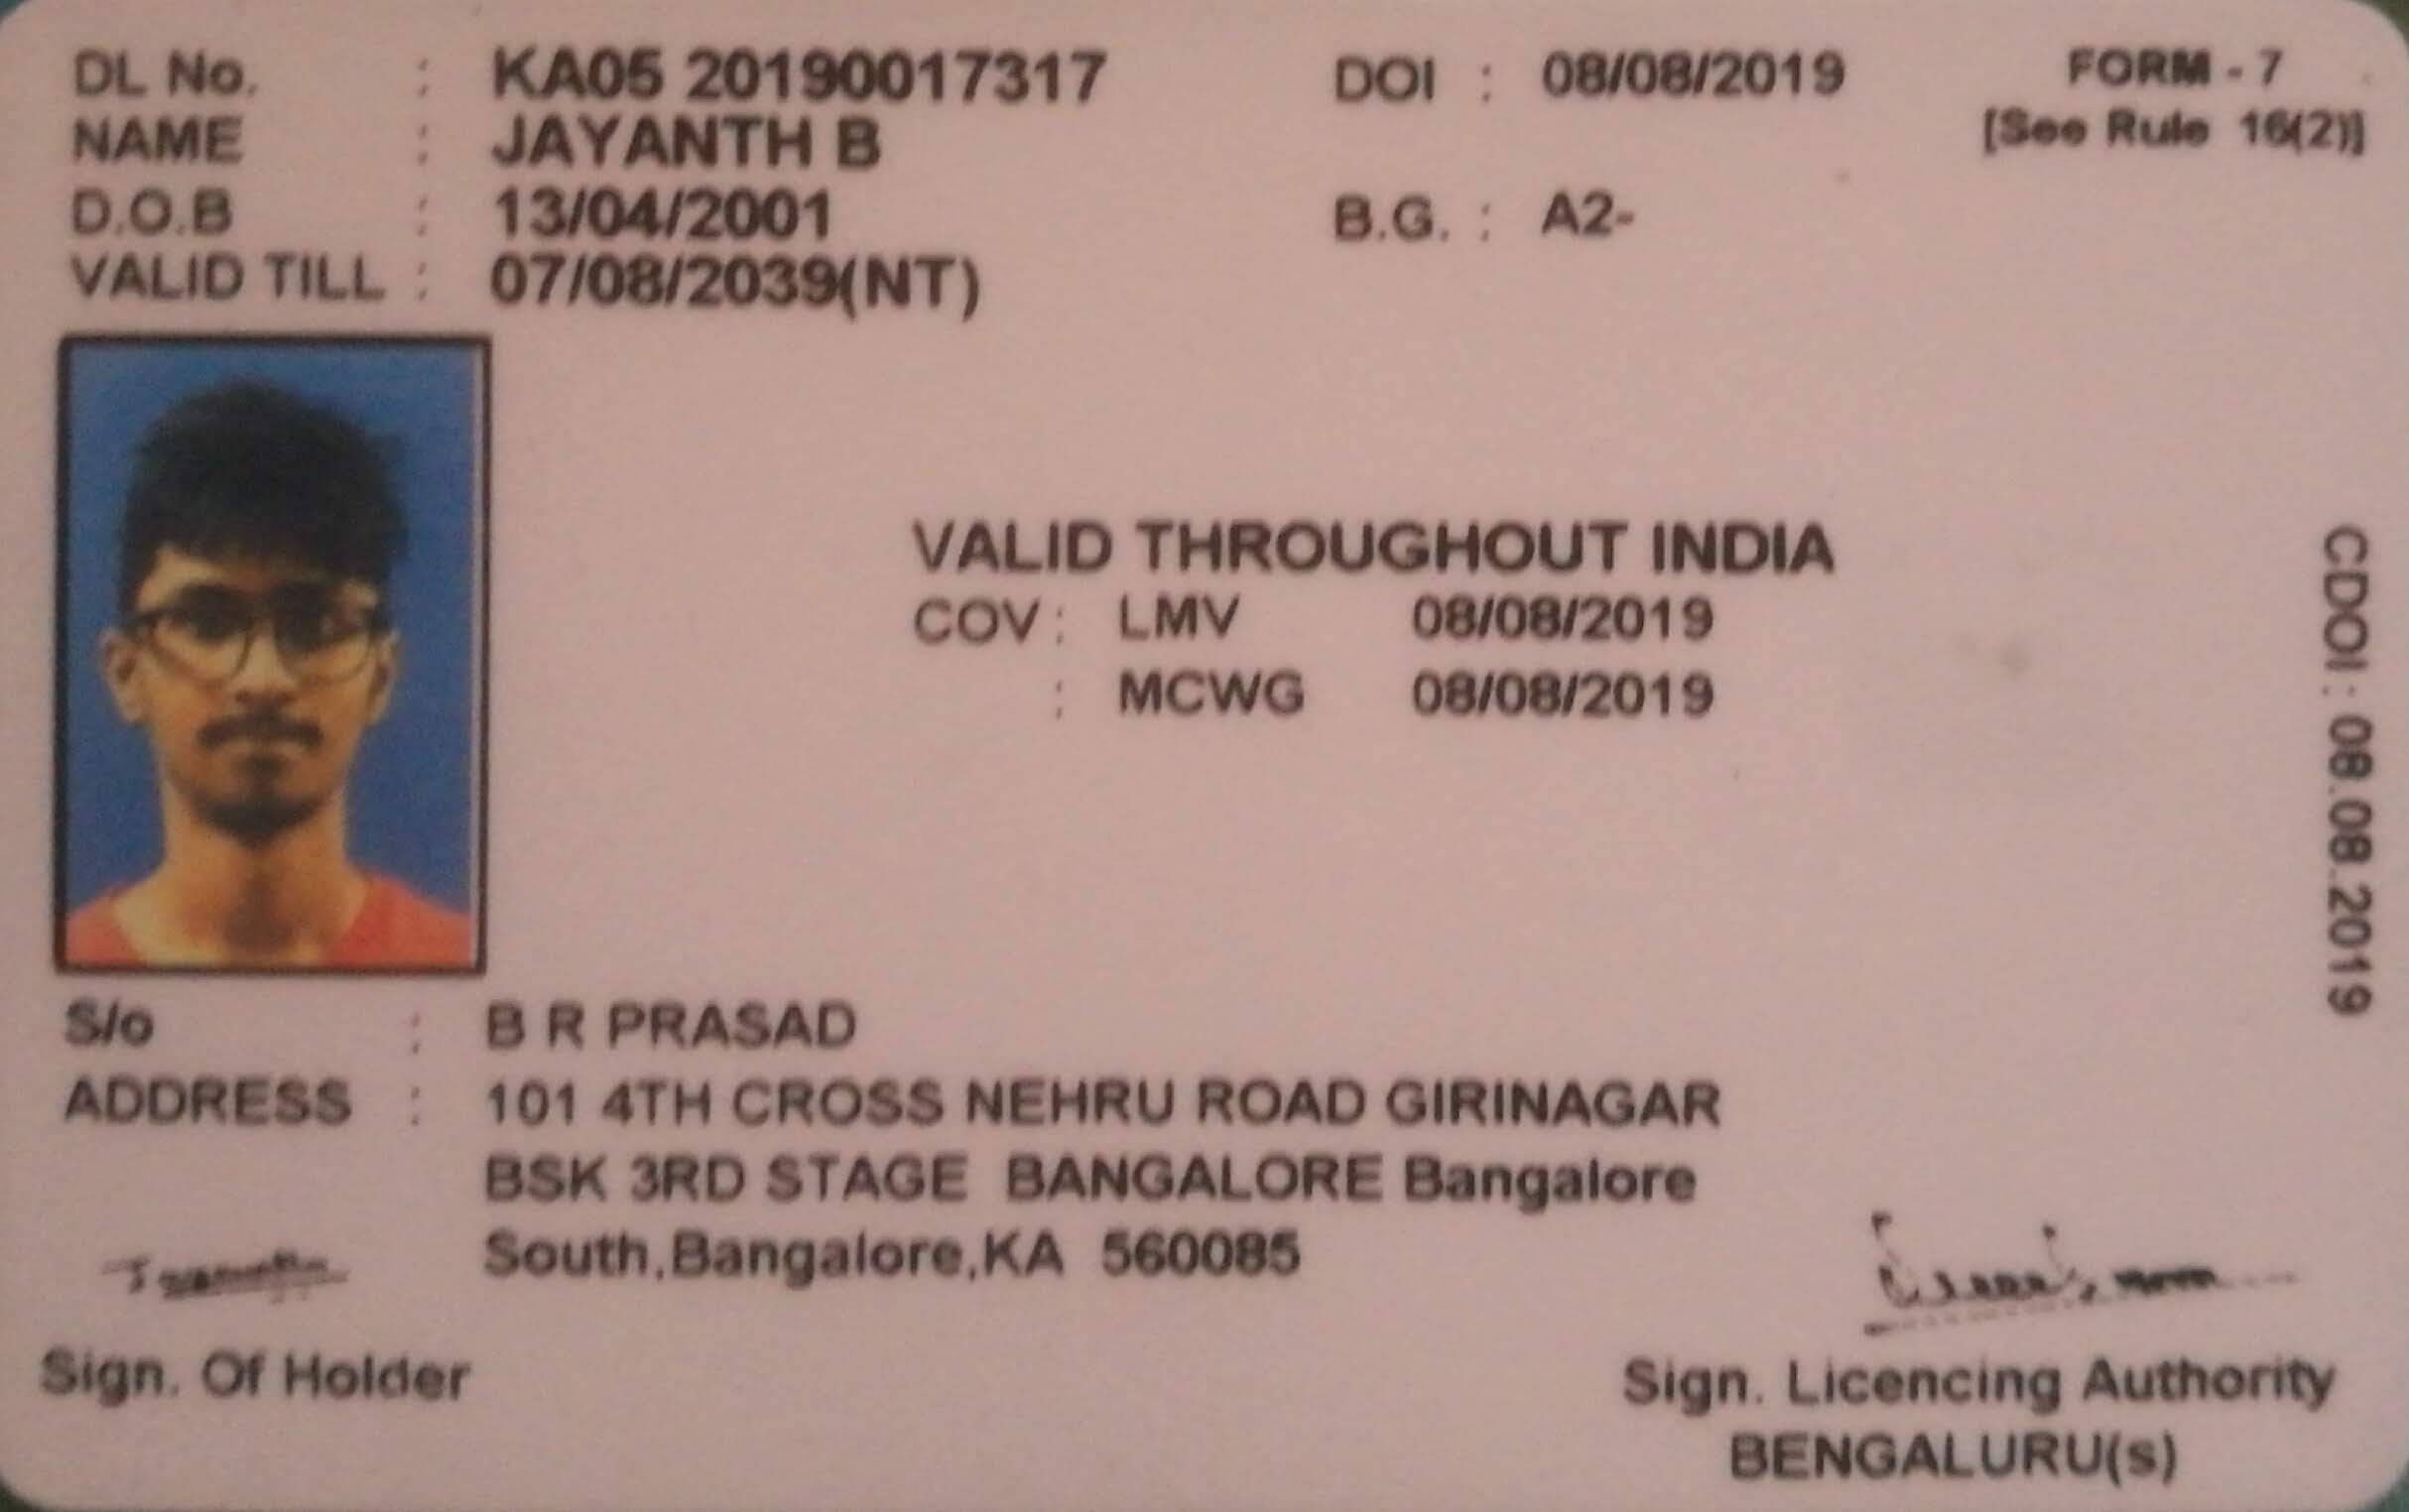 DL No. : KA05 20190017317 DOI : 08/08/2019 FORM - 7
NAME : JAYANTH B [See Rule 16(2)]
D.O.B : 13/04/2001 B.G. : A2-
VALID TILL : 07/08/2039(NT)
VALID THROUGHOUT INDIA
COV : LMV 08/08/2019
: MCWG 08/08/2019
CDOI : 08.08.2019
S/o : B R PRASAD
ADDRESS : 101 4TH CROSS NEHRU ROAD GIRINAGAR
BSK 3RD STAGE BANGALORE Bangalore
South,Bangalore,KA 560085
Sign. Of Holder
Sign. Licencing Authority
BENGALURU(s)